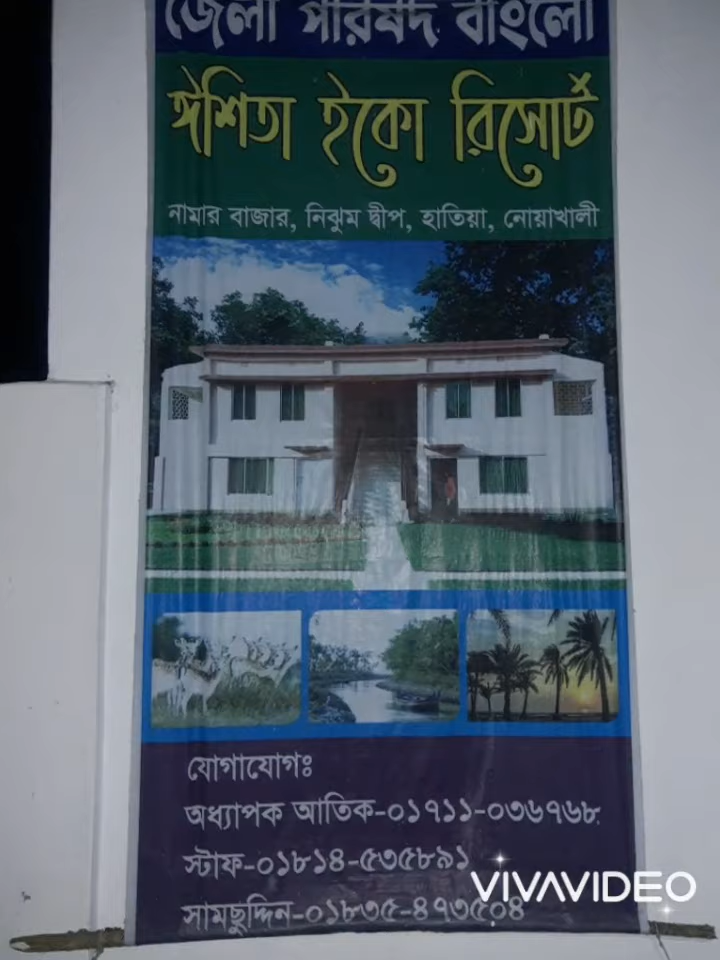 জেলা পরিষদ বাংলো
ঈশিতা ইকো রিসোর্ট
নামার বাজার, নিঝুম দ্বীপ, হাতিয়া, নোয়াখালী
যোগাযোগঃ
অধ্যাপক আতিক-০১৭১১-০৩৬৭৬৮
স্টাফ-০১৮১৪-৫৩৫৮৯১
সামছুদ্দিন-০১৮৩৫-৪৭৩৫০৪
VIVAVIDEO